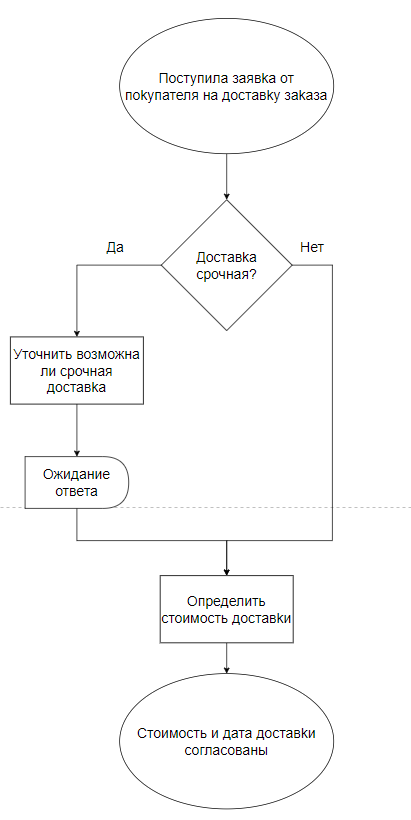 Поступила заявка от
покупателя на доставку заказа
Доставка
срочная?
Да
Нет
Уточнить возможна
ли срочная
доставка
Ожидание
ответа
Определить
стоимость доставки
Стоимость и дата доставки
согласованы